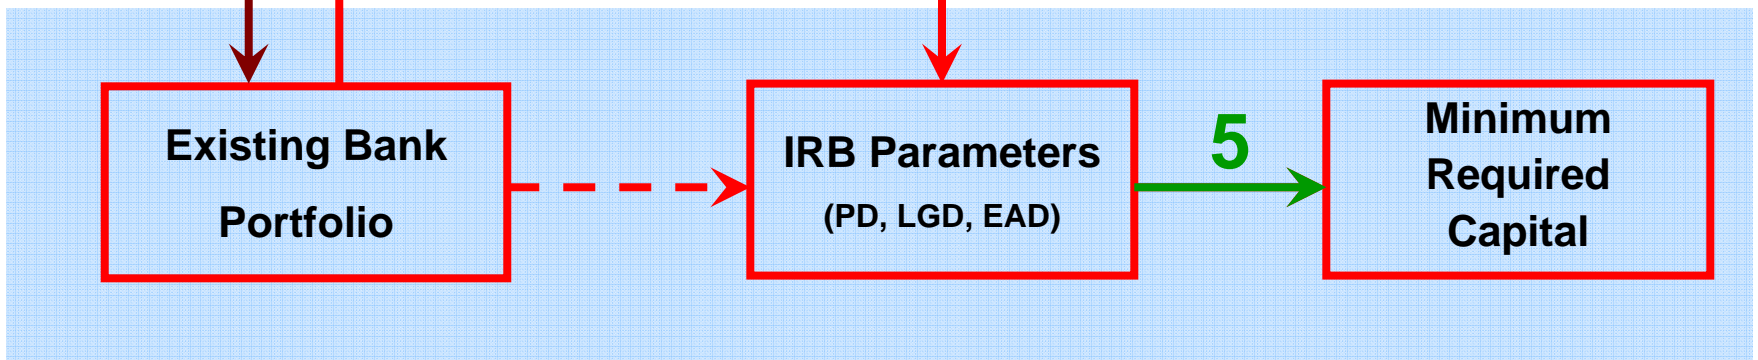 Existing Bank
Portfolio
IRB Parameters
(PD, LGD, EAD)
5
Minimum
Required
Capital